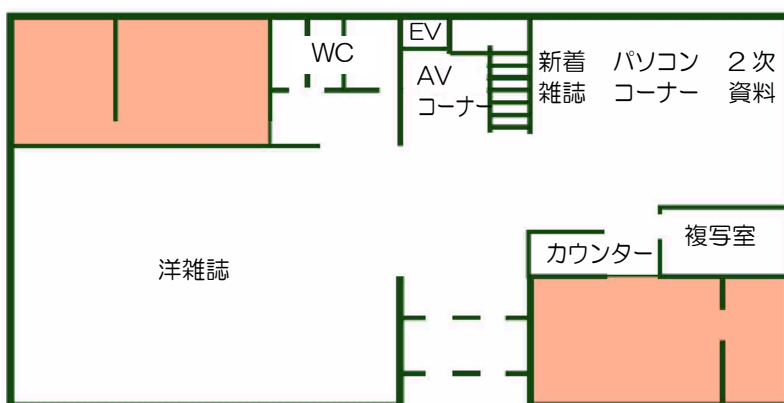 EV
WC
AV
コーナー
新着 パソコン 2次
雑誌 コーナー 資料
カウンター
複写室
洋雑誌